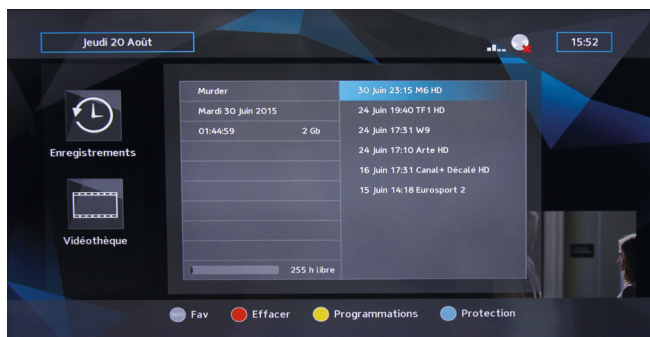 Jeudi 20 Août
15:52
Enregistrements
Vidéothèque
Murder
Mardi 30 Juin 2015
01:44:59 2 Gb
255 h libre
30 Juin 23:15 M6 HD
24 Juin 19:40 TF1 HD
24 Juin 17:31 W9
24 Juin 17:10 Arte HD
16 Juin 17:31 Canal+ Décalé HD
15 Juin 14:18 Eurosport 2
Fav
Effacer
Programmations
Protection